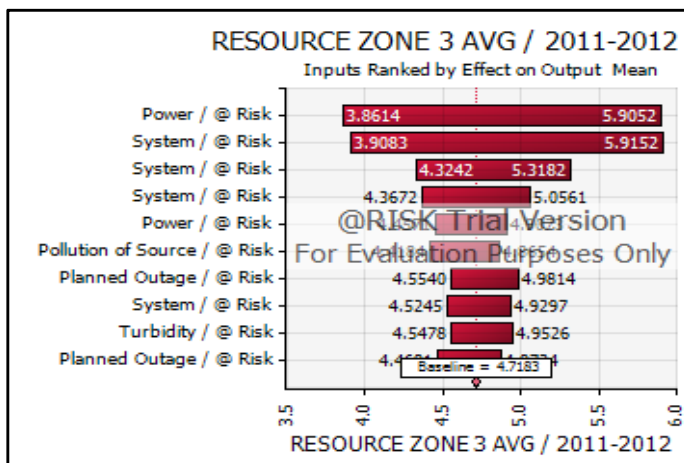 RESOURCE ZONE 3 AVG / 2011-2012
Inputs Ranked by Effect on Output Mean
Power / @ Risk 3.8614 5.9052
System / @ Risk 3.9083 5.9152
System / @ Risk 4.3242 5.3182
System / @ Risk 4.3672 5.0561
Power / @ Risk
@RISK Trial Version
Pollution of Source / @ Risk
For Evaluation Purposes Only
Planned Outage / @ Risk 4.5540 4.9814
System / @ Risk 4.5245 4.9297
Turbidity / @ Risk 4.5478 4.9526
Planned Outage / @ Risk
Baseline = 4.7183
3.5 4.0 4.5 5.0 5.5 6.0
RESOURCE ZONE 3 AVG / 2011-2012